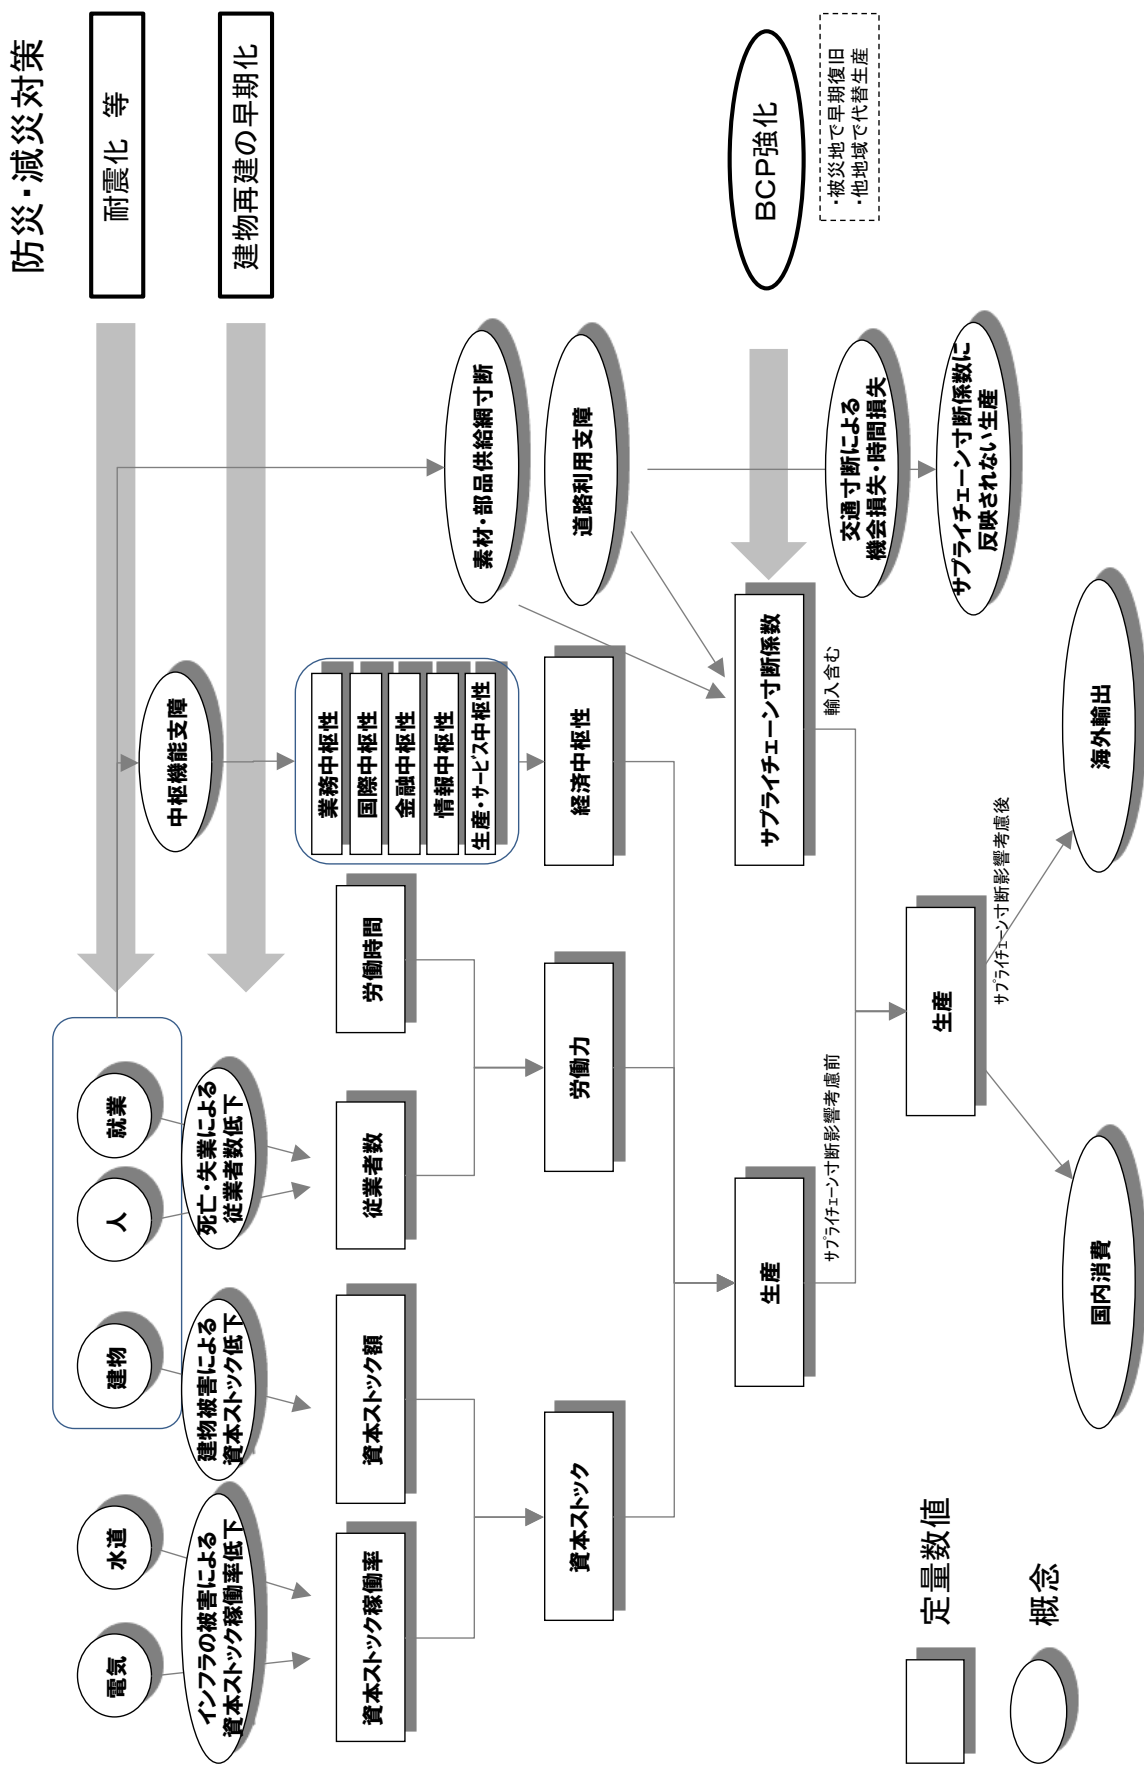 防災・減災対策
耐震化　等
建物再建の早期化
BCP強化
・被災地で早期復旧
・他地域で代替生産
電気
水道
建物
人
就業
インフラの被害による
資本ストック稼働率低下
建物被害による
資本ストック低下
死亡・失業による
従業者数低下
中枢機能支障
資本ストック稼働率
資本ストック額
従業者数
労働時間
業務中枢性
国際中枢性
金融中枢性
情報中枢性
生産・サービス中枢性
素材・部品供給網寸断
道路利用支障
資本ストック
労働力
経済中枢性
生産
サプライチェーン寸断影響考慮前
サプライチェーン寸断係数
輸入含む
交通寸断による
機会損失・時間損失
サプライチェーン寸断係数に
反映されない生産
生産
サプライチェーン寸断影響考慮後
国内消費
海外輸出
定量数値
概念